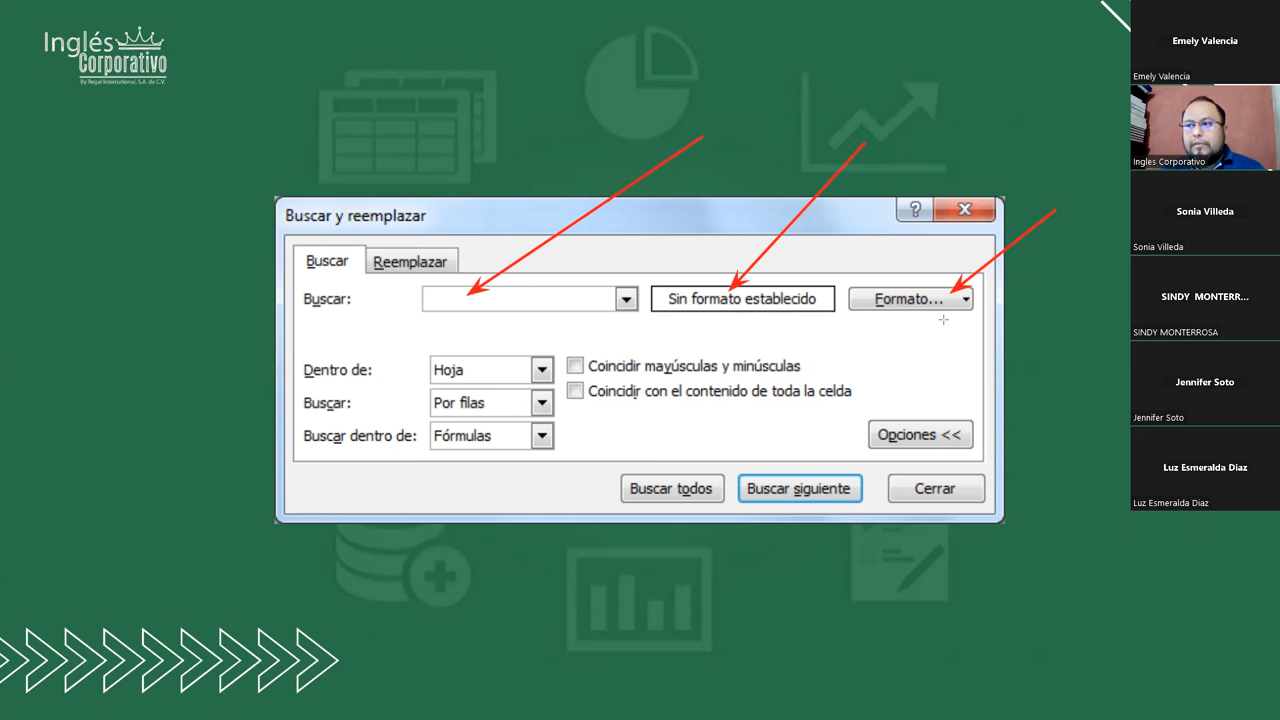 Inglés
Corporativo
By Regal International, S.A. de C.V.
Buscar y reemplazar
?
Buscar
Reemplazar
Buscar:
Sin formato establecido
Formato...
Dentro de:
Hoja
Coincidir mayúsculas y minúsculas
Buscar:
Por filas
Coincidir con el contenido de toda la celda
Buscar dentro de:
Fórmulas
Opciones <<
Buscar todos
Buscar siguiente
Cerrar
Emely Valencia
Emely Valencia
Ingles Corporativo
Sonia Villeda
Sonia Villeda
SINDY MONTERR...
SINDY MONTERROSA
Jennifer Soto
Jennifer Soto
Luz Esmeralda Diaz
Luz Esmeralda Diaz